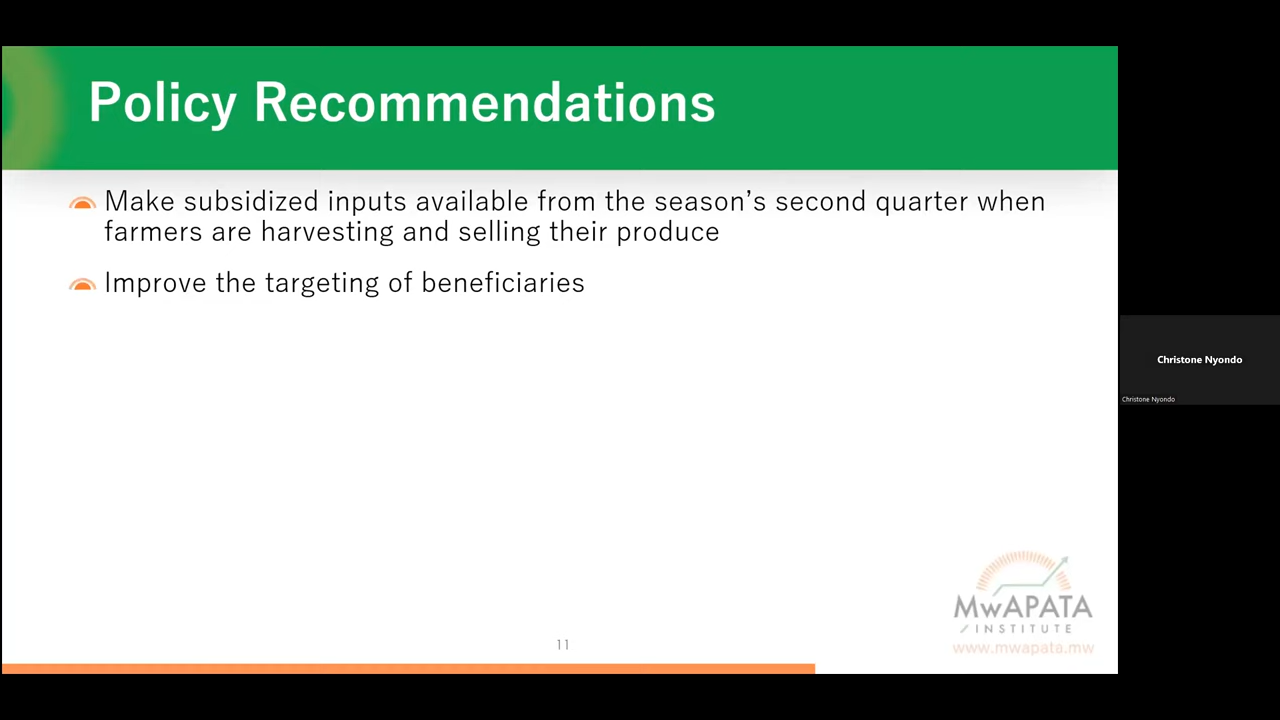 Policy Recommendations
Make subsidized inputs available from the season’s second quarter when
farmers are harvesting and selling their produce
Improve the targeting of beneficiaries
Christone Nyondo
Christone Nyondo
MwAPATA
INSTITUTE
www.mwapata.mw
11